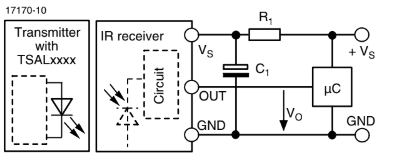 17170-10
Transmitter
with
TSALxxxx
IR receiver
Circuit
VS
OUT
GND
C1
R1
+ VS
µC
VO
GND